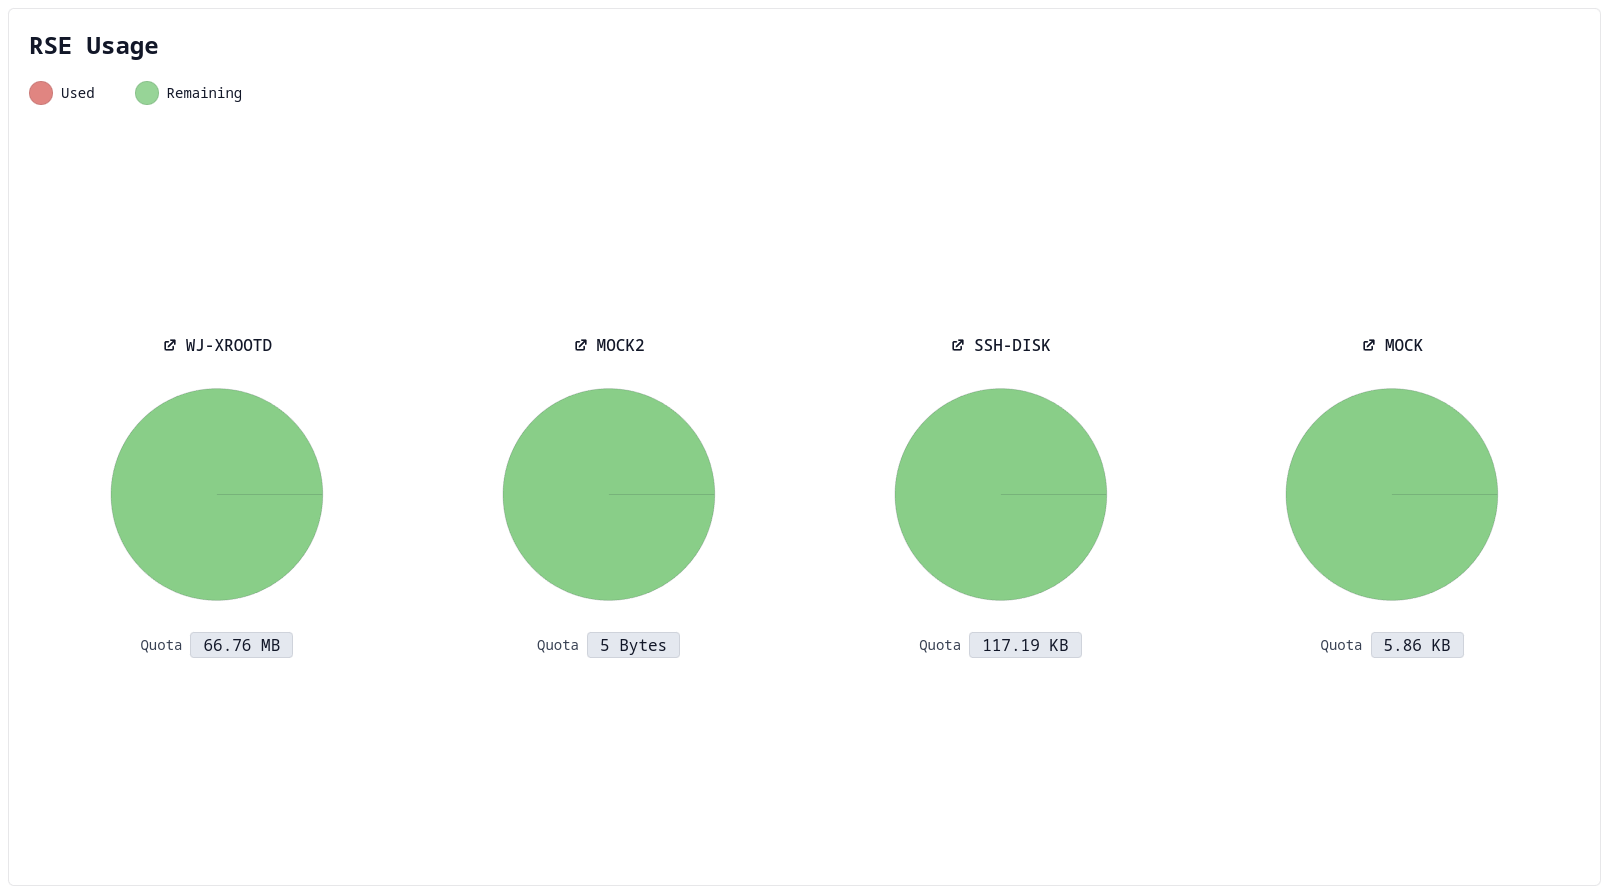 RSE Usage
Used Remaining
WJ-XROOTD
MOCK2
SSH-DISK
MOCK
Quota 66.76 MB
Quota 5 Bytes
Quota 117.19 KB
Quota 5.86 KB